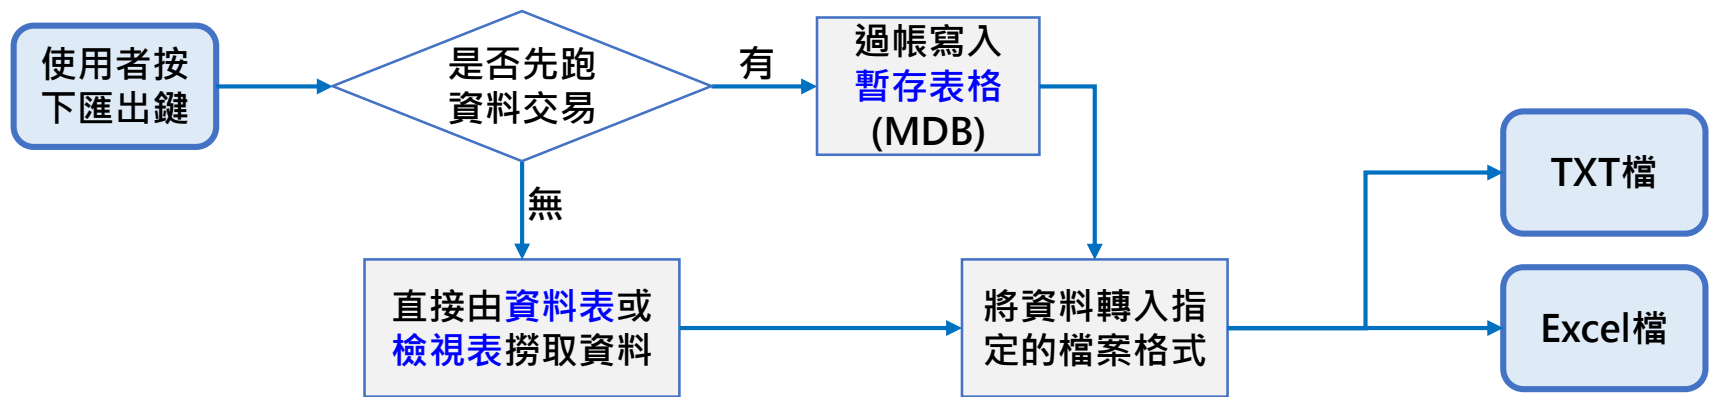 使用者按
下匯出鍵
是否先跑
資料交易
有
過帳寫入
暫存表格
(MDB)
無
直接由資料表或
檢視表撈取資料
將資料轉入指
定的檔案格式
TXT檔
Excel檔